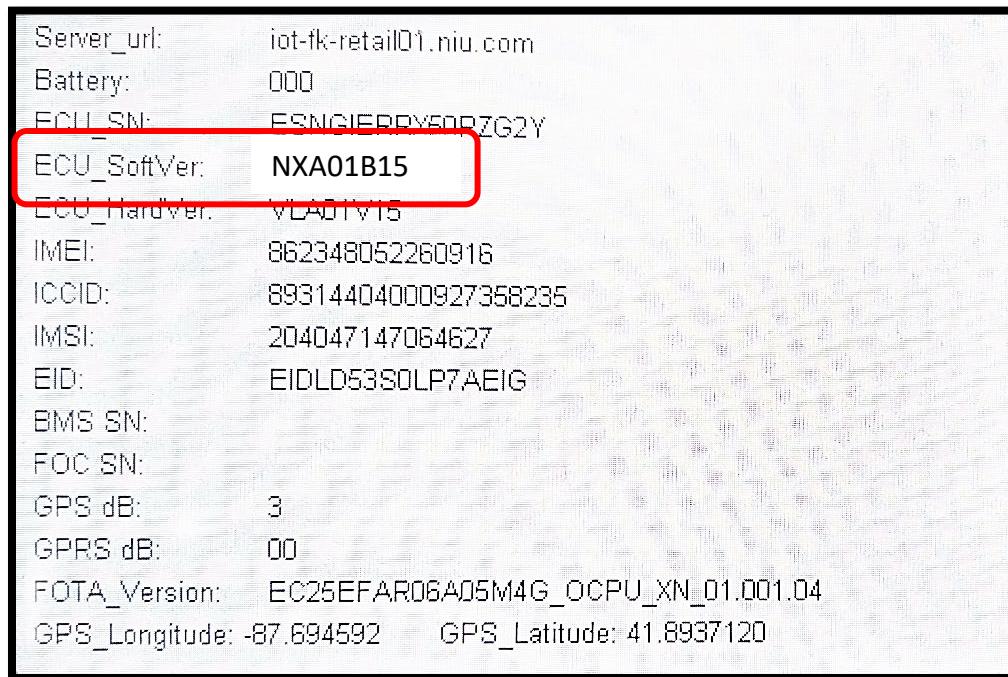 Server_url: iot-fk-retail01.niu.com
Battery: 000
ECU_SN: ESNGIERRY60RZG2Y
ECU_SoftVer: NXA01B15
ECU_HardVer: VLA01V15
IMEI: 862348052260916
ICCID: 89314404000927358235
IMSI: 204047147064627
EID: EIDLD53S0LP7AEIG
BMS SN:
FOC SN:
GPS dB: 3
GPRS dB: 00
FOTA_Version: EC25EFAR06A05M4G_OCPU_XN_01.001.04
GPS_Longitude: -87.694592 GPS_Latitude: 41.8937120